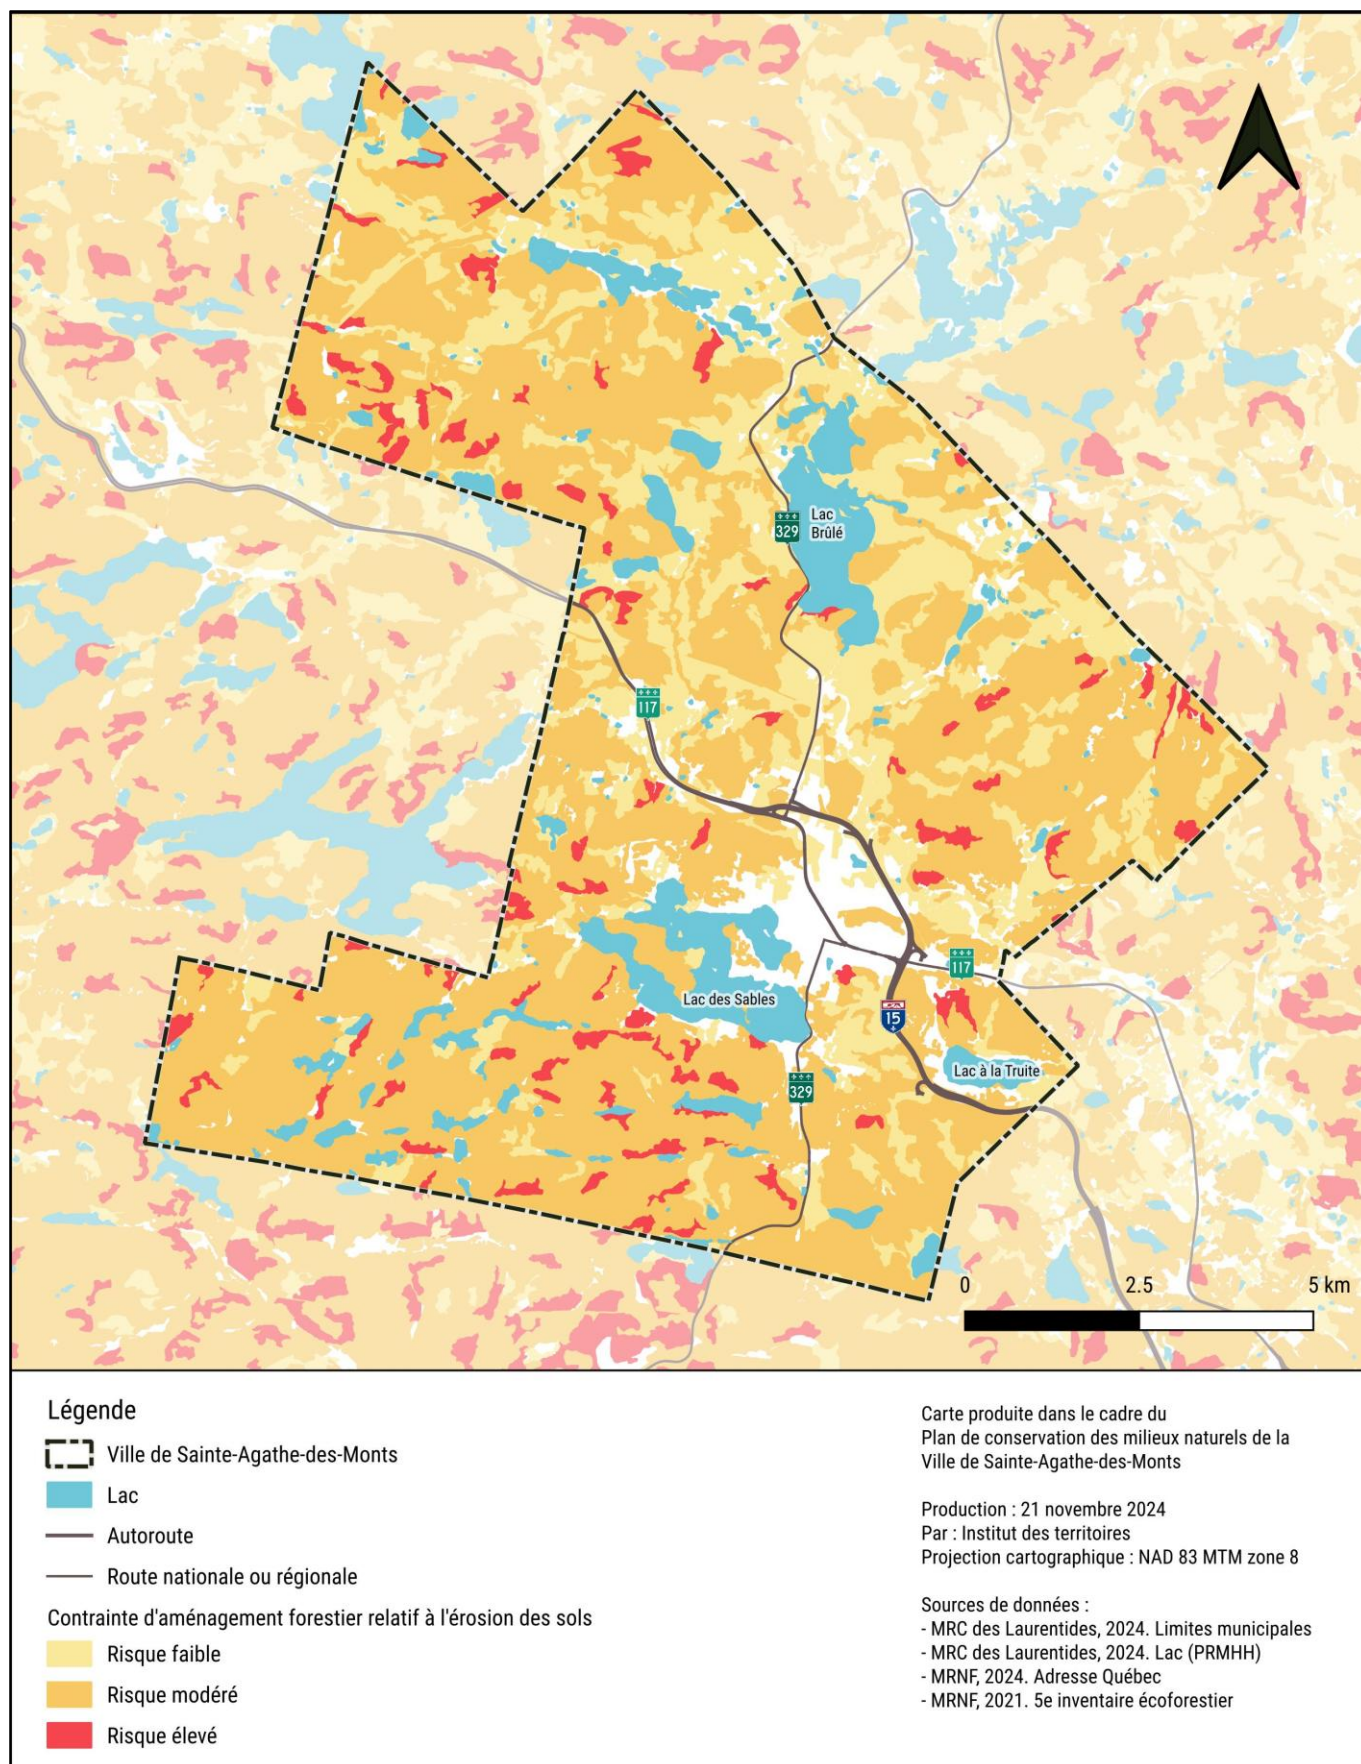 329
Lac
Brûlé
117
Lac des Sables
117
15
Lac à la Truite
329
0 2.5 5 km
Légende
Ville de Sainte-Agathe-des-Monts
Lac
Autoroute
Route nationale ou régionale
Contrainte d'aménagement forestier relatif à l'érosion des sols
Risque faible
Risque modéré
Risque élevé
Carte produite dans le cadre du
Plan de conservation des milieux naturels de la
Ville de Sainte-Agathe-des-Monts
Production : 21 novembre 2024
Par : Institut des territoires
Projection cartographique : NAD 83 MTM zone 8
Sources de données :
- MRC des Laurentides, 2024. Limites municipales
- MRC des Laurentides, 2024. Lac (PRMHH)
- MRNF, 2024. Adresse Québec
- MRNF, 2021. 5e inventaire écoforestier